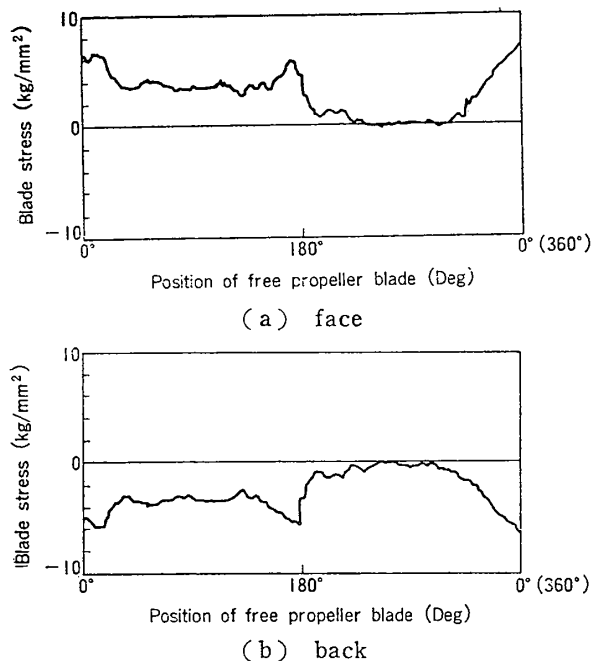 10
0
−10
Blade stress (kg/mm²)
0° 180° 0° (360°)
Position of free propeller blade (Deg)
(a) face
10
0
−10
Blade stress (kg/mm²)
0° 180° 0° (360°)
Position of free propeller blade (Deg)
(b) back